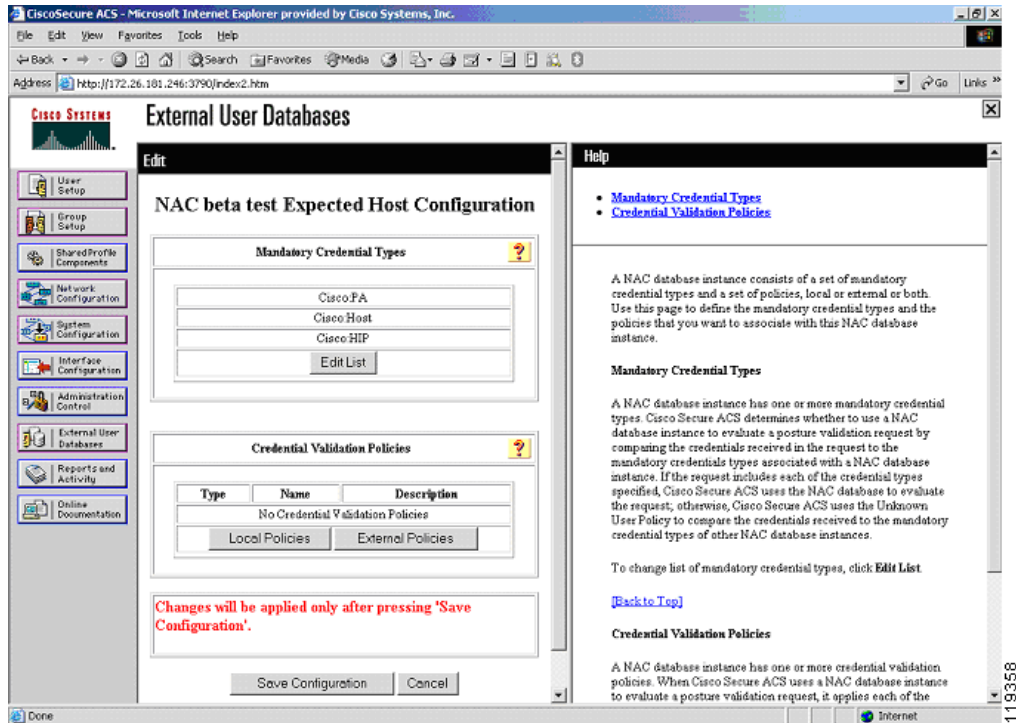 CiscoSecure ACS - Microsoft Internet Explorer provided by Cisco Systems, Inc.
File Edit View Favorites Tools Help
Back Search Favorites Media
Address http://172.26.181.246:3790/index2.htm Go Links »
CISCO SYSTEMS
External User Databases
User Setup
Group Setup
Shared Profile Components
Network Configuration
System Configuration
Interface Configuration
Administration Control
External User Databases
Reports and Activity
Online Documentation
Edit
NAC beta test Expected Host Configuration
Mandatory Credential Types ?
Cisco:PA
Cisco:Host
Cisco:HIP
Edit List
Credential Validation Policies ?
Type Name Description
No Credential Validation Policies
Local Policies External Policies
Changes will be applied only after pressing 'Save
Configuration'.
Save Configuration Cancel
Help
• Mandatory Credential Types
• Credential Validation Policies
A NAC database instance consists of a set of mandatory
credential types and a set of policies, local or external or both.
Use this page to define the mandatory credential types and the
policies that you want to associate with this NAC database
instance.
Mandatory Credential Types
A NAC database instance has one or more mandatory credential
types. Cisco Secure ACS determines whether to use a NAC
database instance to evaluate a posture validation request by
comparing the credentials received in the request to the
mandatory credentials types associated with a NAC database
instance. If the request includes each of the credential types
specified, Cisco Secure ACS uses the NAC database to evaluate
the request; otherwise, Cisco Secure ACS uses the Unknown
User Policy to compare the credentials received to the mandatory
credential types of other NAC database instances.
To change list of mandatory credential types, click Edit List.
[Back to Top]
Credential Validation Policies
A NAC database instance has one or more credential validation
policies. When Cisco Secure ACS uses a NAC database instance
to evaluate a posture validation request, it applies each of the
Done Internet
119358